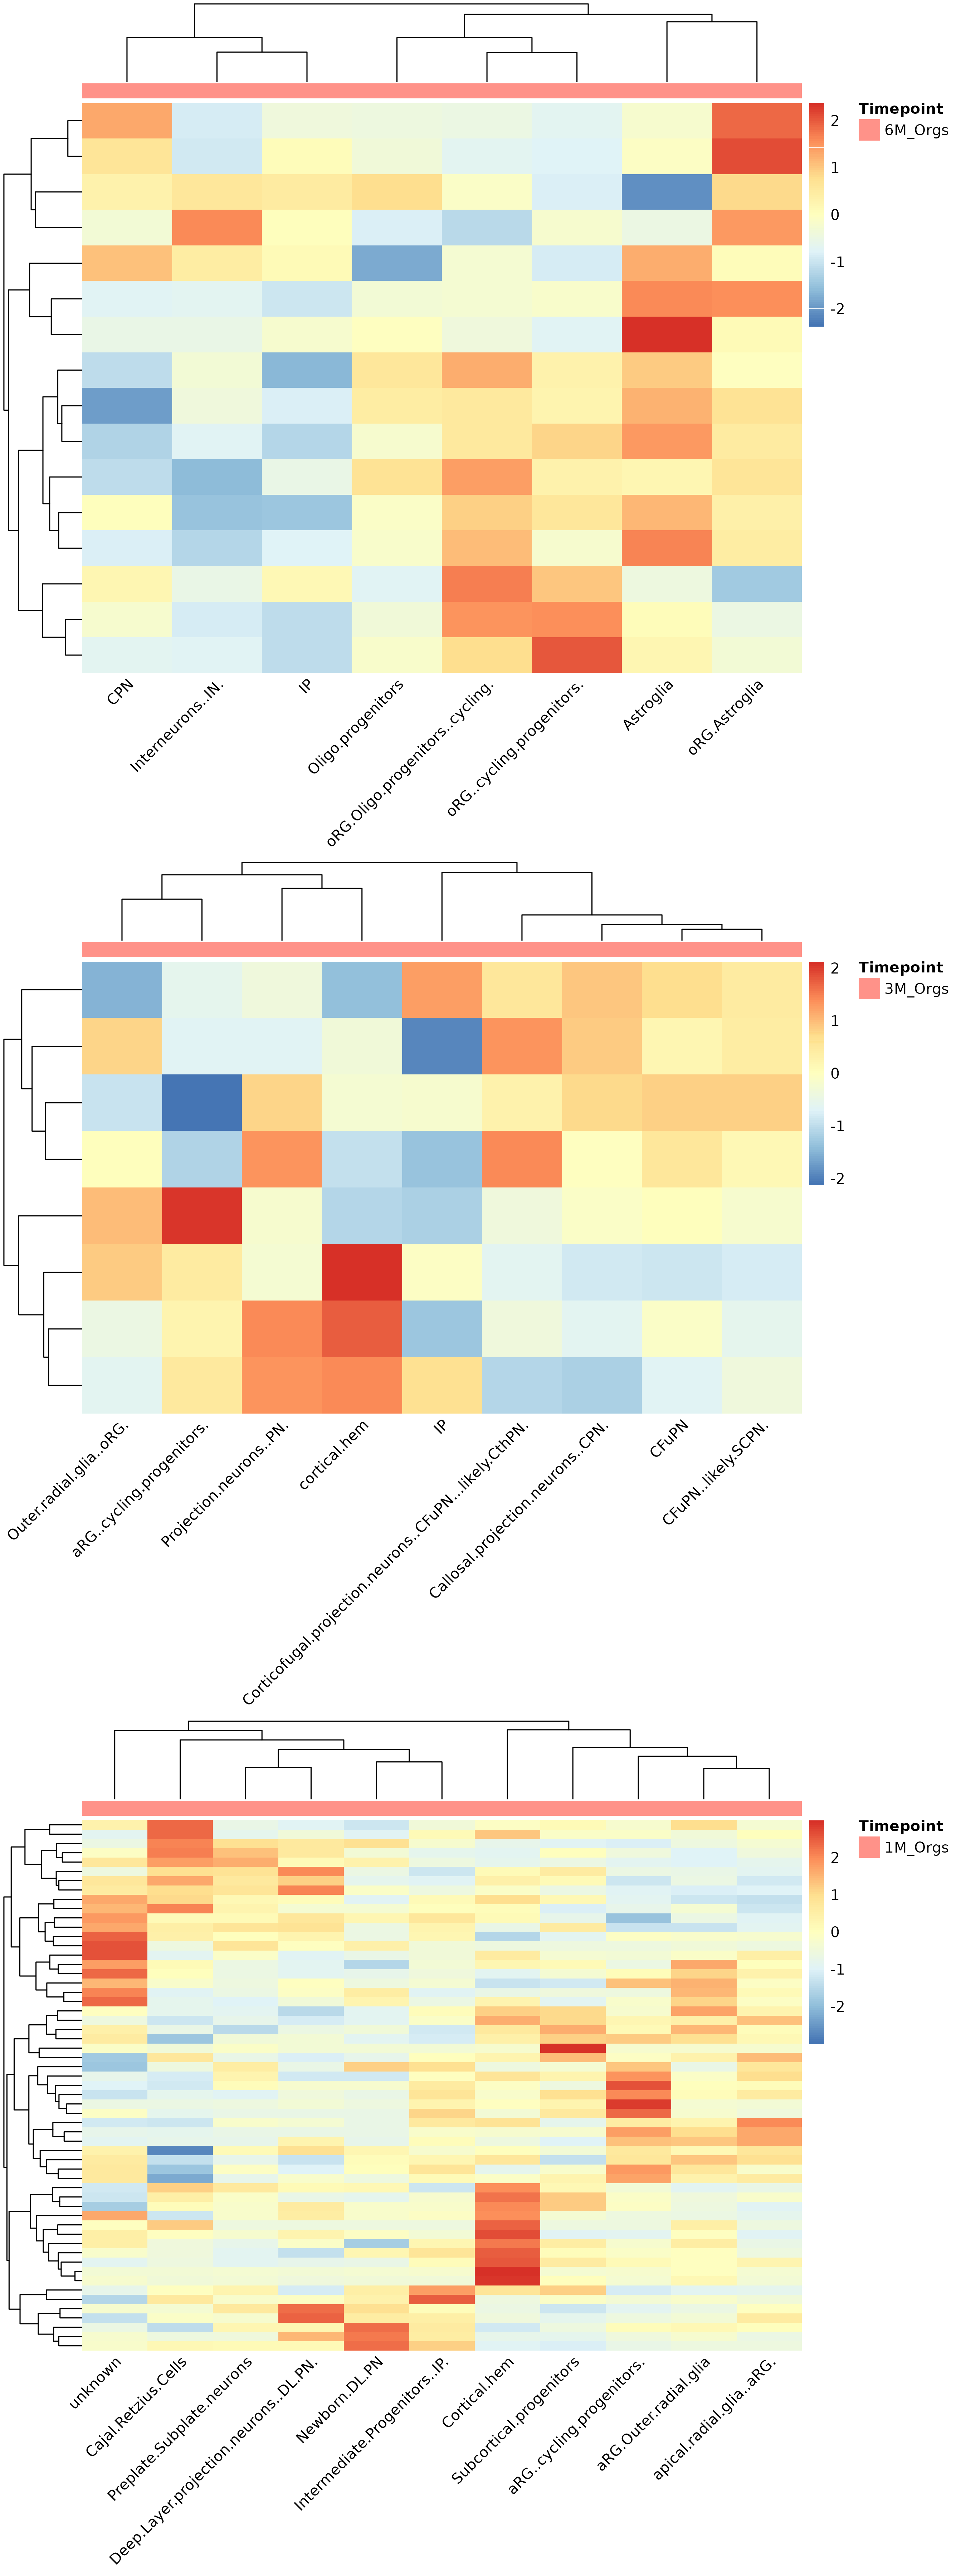 Timepoint
6M_Orgs
2
1
0
-1
-2
CPN
Interneurons..IN.
IP
Oligo.progenitors
oRG.Oligo.progenitors..cycling.
oRG..cycling.progenitors.
Astroglia
oRG.Astroglia
Timepoint
3M_Orgs
2
1
0
-1
-2
Outer.radial.glia..oRG.
aRG..cycling.progenitors.
Projection.neurons..PN.
cortical.hem
IP
Corticofugal.projection.neurons..CFuPN...likely.CthPN.
Callosal.projection.neurons..CPN.
CFuPN
CFuPN..likely.SCPN.
Timepoint
1M_Orgs
2
1
0
-1
-2
unknown
Cajal.Retzius.Cells
Preplate.Subplate.neurons
Deep.Layer.projection.neurons..DL.PN.
Newborn.DL.PN
Intermediate.Progenitors..IP.
Cortical.hem
Subcortical.progenitors
aRG..cycling.progenitors.
aRG.Outer.radial.glia
apical.radial.glia..aRG.